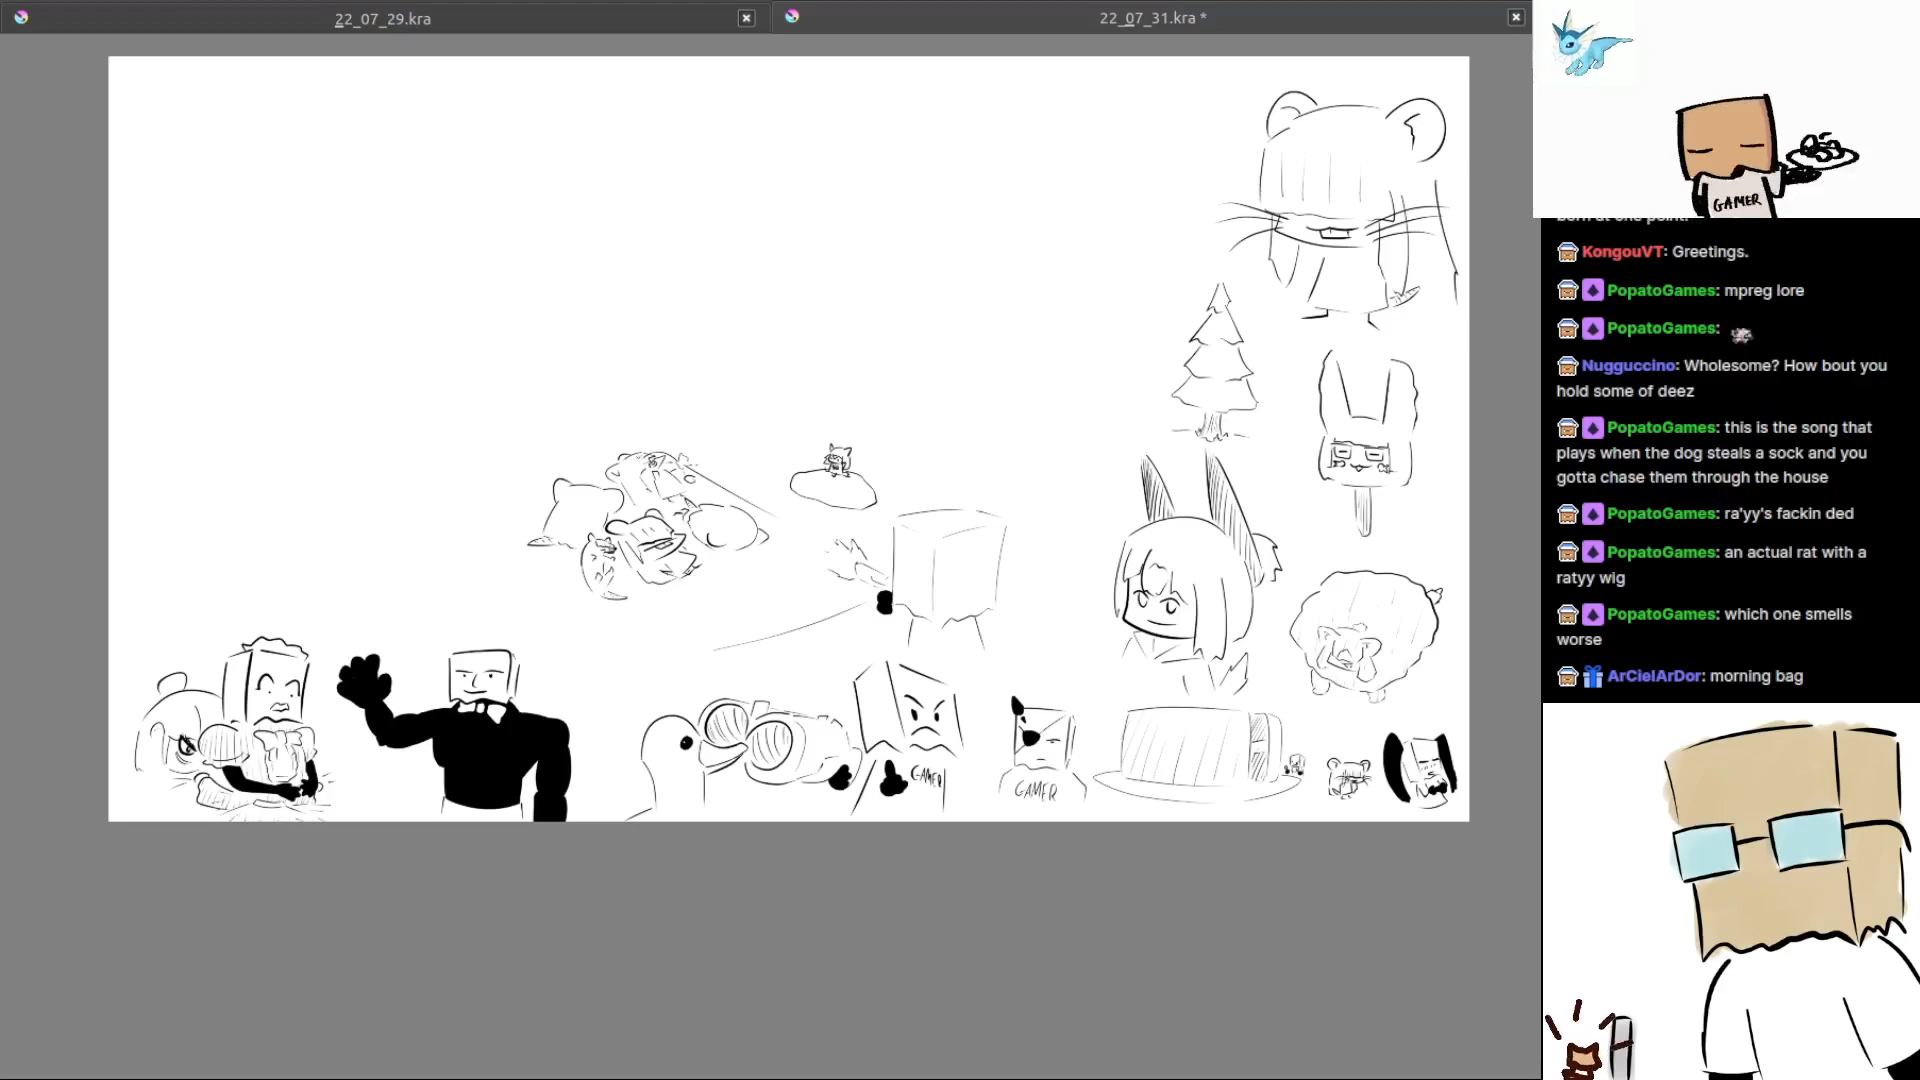 22_07_29.kra
22_07_31.kra *
GAMER
KongouVT: Greetings.
PopatoGames: mpreg lore
PopatoGames:
Nugguccino: Wholesome? How bout you
hold some of deez
PopatoGames: this is the song that
plays when the dog steals a sock and you
gotta chase them through the house
PopatoGames: ra'yy's fackin ded
PopatoGames: an actual rat with a
ratyy wig
PopatoGames: which one smells
worse
ArCielArDor: morning bag
GAMER
GAMER